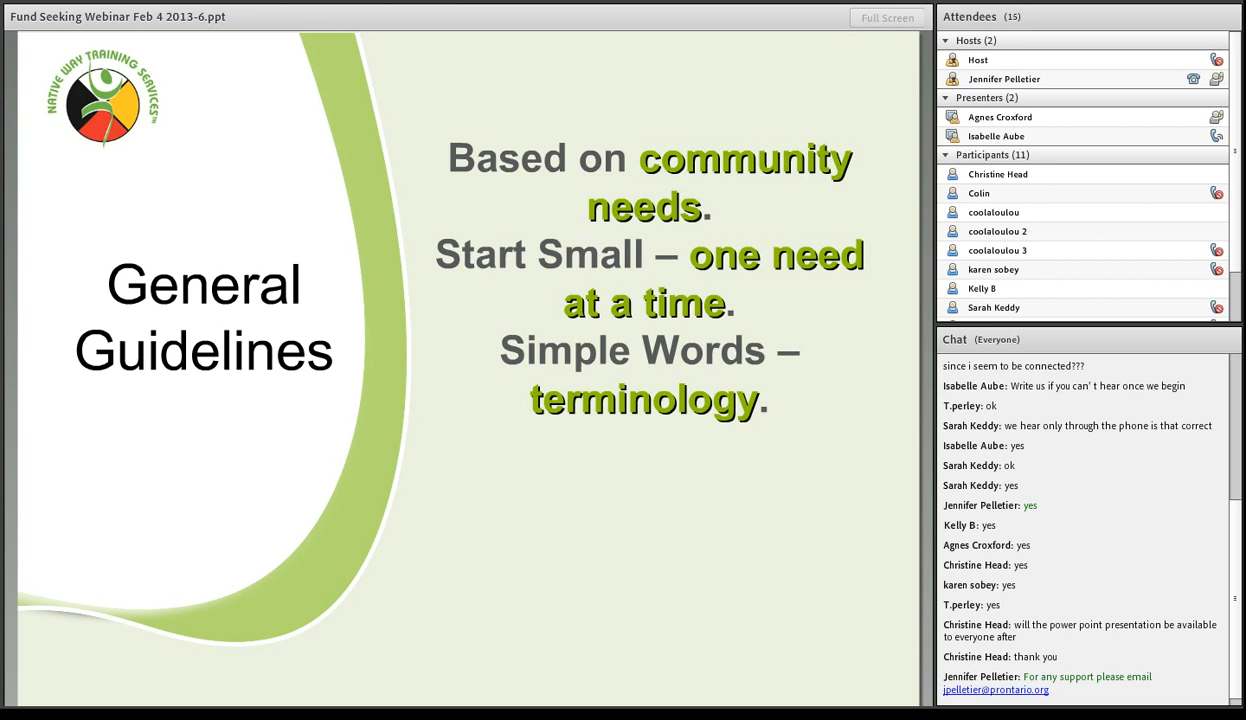 Fund Seeking Webinar Feb 4 2013-6.ppt
Full Screen
NATIVE WAY TRAINING SERVICES™
General
Guidelines
Based on community
needs.
Start Small – one need
at a time.
Simple Words –
terminology.
Attendees (15)
Hosts (2)
Host
Jennifer Pelletier
Presenters (2)
Agnes Croxford
Isabelle Aube
Participants (11)
Christine Head
Colin
coolaloulou
coolaloulou 2
coolaloulou 3
karen sobey
Kelly B
Sarah Keddy
Chat (Everyone)
since i seem to be connected???
Isabelle Aube: Write us if you can' t hear once we begin
T.perley: ok
Sarah Keddy: we hear only through the phone is that correct
Isabelle Aube: yes
Sarah Keddy: ok
Sarah Keddy: yes
Jennifer Pelletier: yes
Kelly B: yes
Agnes Croxford: yes
Christine Head: yes
karen sobey: yes
T.perley: yes
Christine Head: will the power point presentation be available
to everyone after
Christine Head: thank you
Jennifer Pelletier: For any support please email
jpelletier@prontario.org